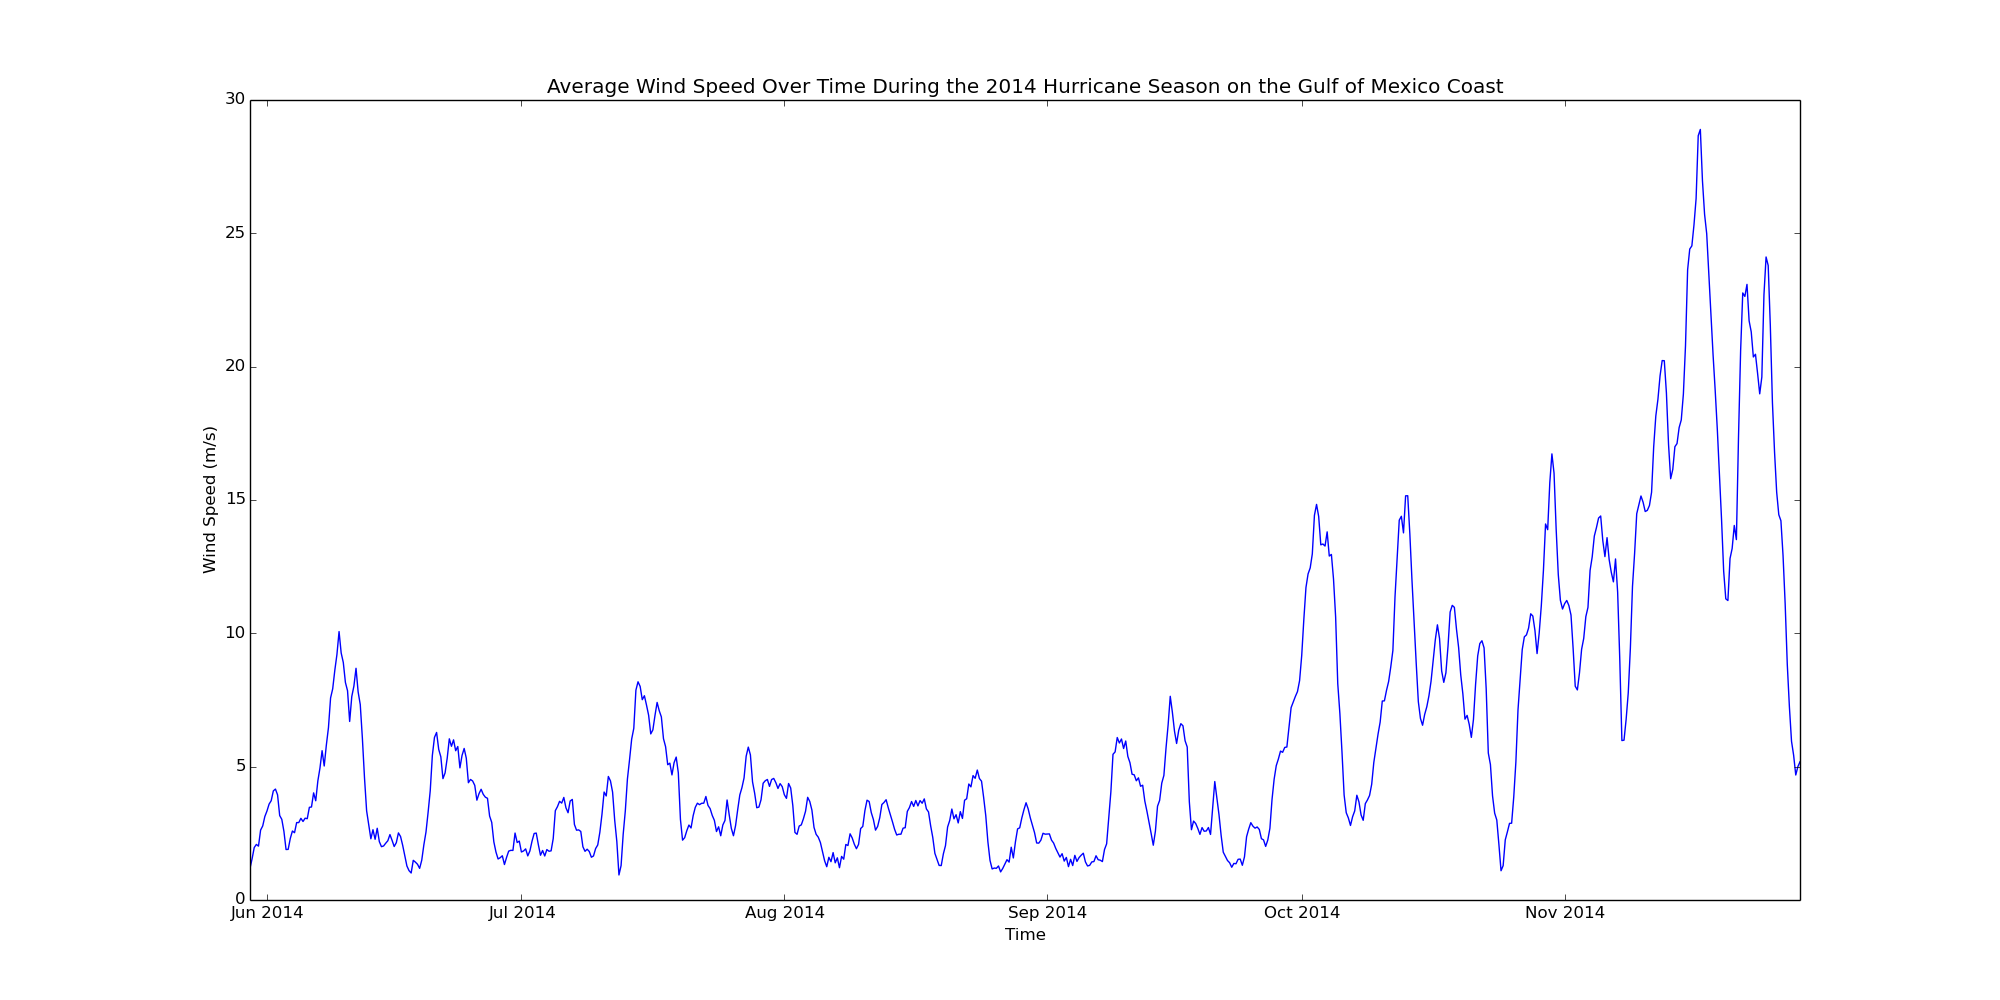 Average Wind Speed Over Time During the 2014 Hurricane Season on the Gulf of Mexico Coast
30
25
20
15
10
5
0
Wind Speed (m/s)
Jun 2014 Jul 2014 Aug 2014 Sep 2014 Oct 2014 Nov 2014
Time